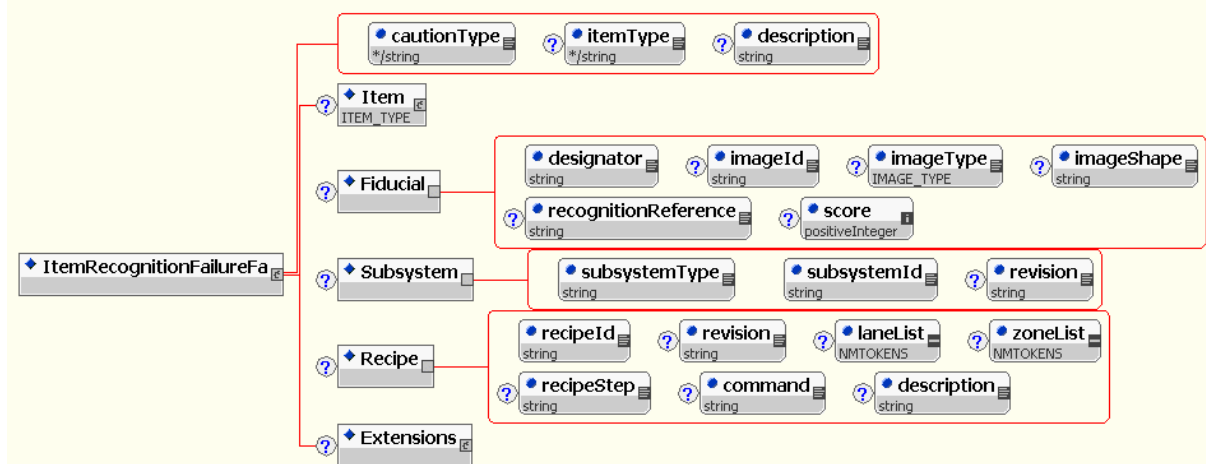 cautionType ? itemType ? description
*/string */string string
? Item
ITEM_TYPE
designator ? imageId ? imageType ? imageShape
string string IMAGE_TYPE string
? Fiducial
? recognitionReference ? score
string positiveInteger
ItemRecognitionFailureFa
? Subsystem subsystemType subsystemId ? revision
string string string
recipeId ? revision ? laneList ? zoneList
string string NMTOKENS NMTOKENS
? Recipe
? recipeStep ? command ? description
string string string
? Extensions